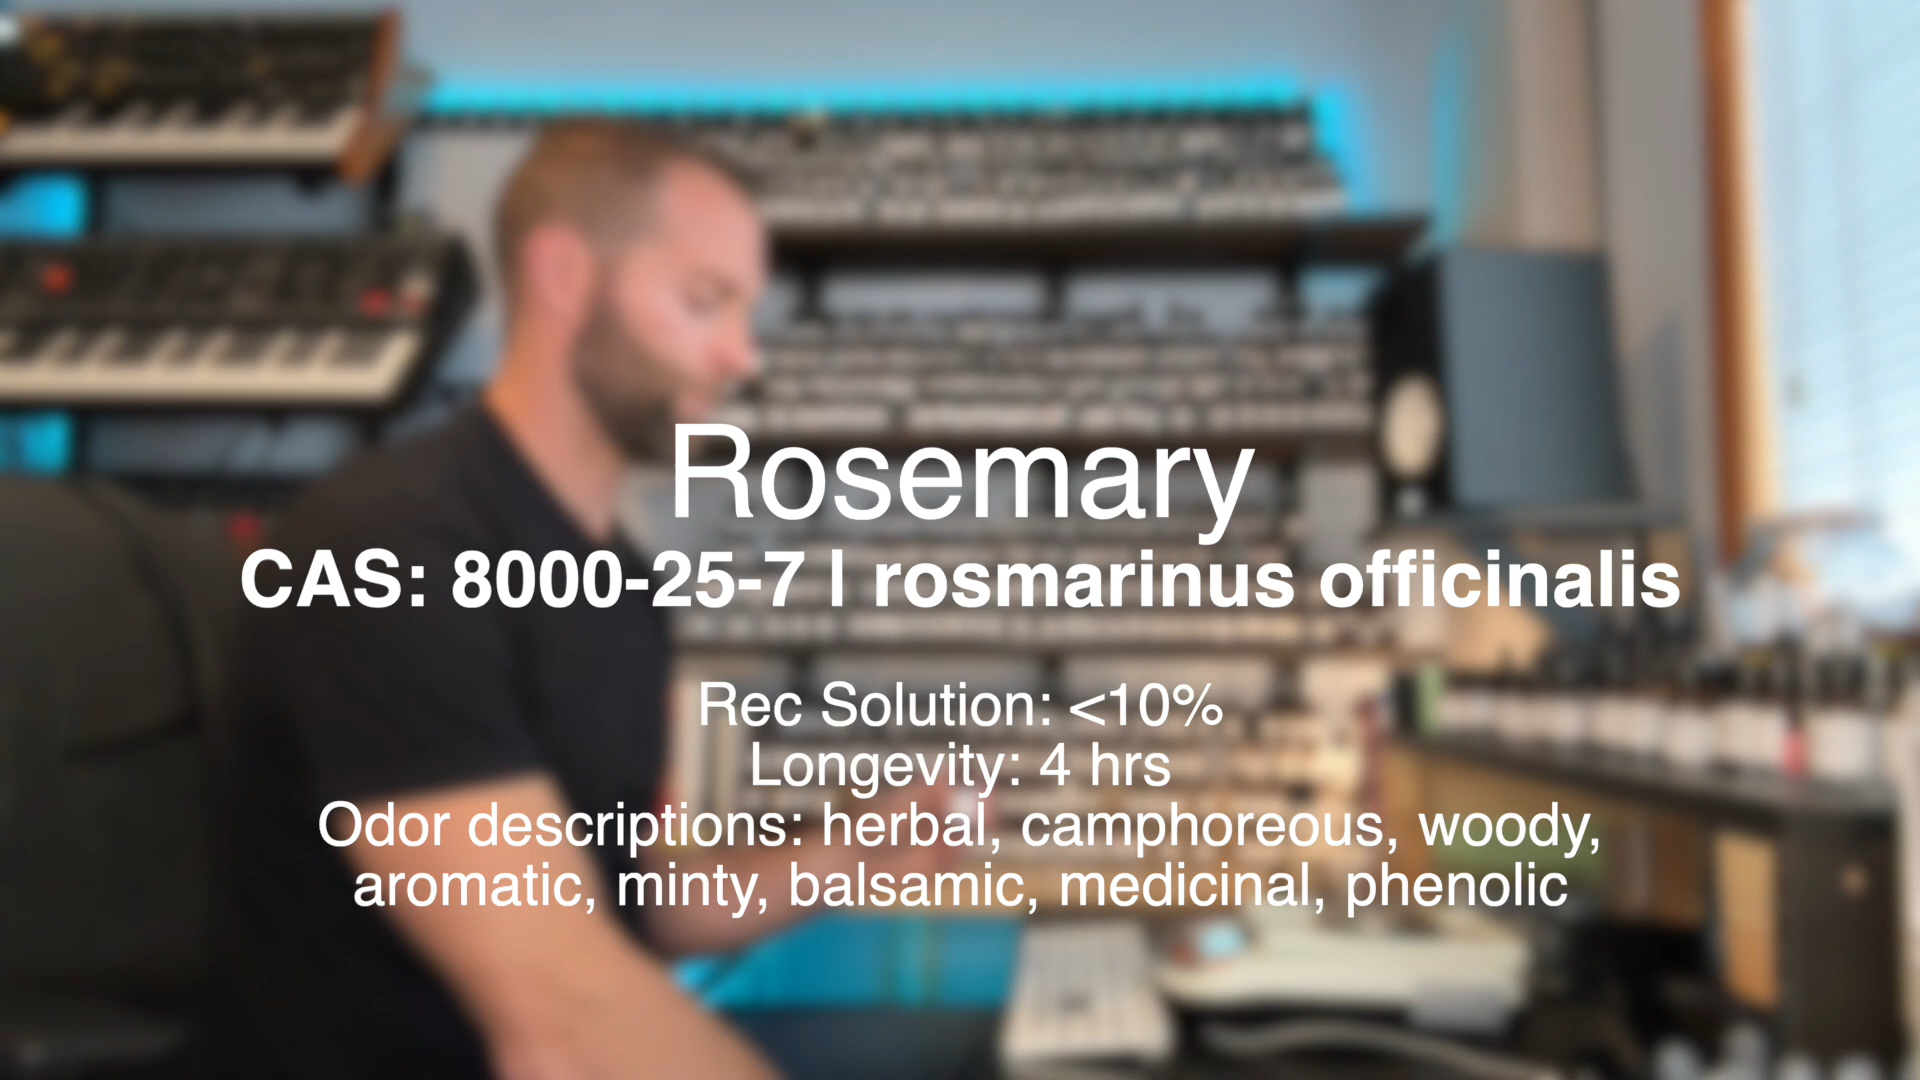 Rosemary
CAS: 8000-25-7 | rosmarinus officinalis
Rec Solution: <10%
Longevity: 4 hrs
Odor descriptions: herbal, camphoreous, woody,
aromatic, minty, balsamic, medicinal, phenolic